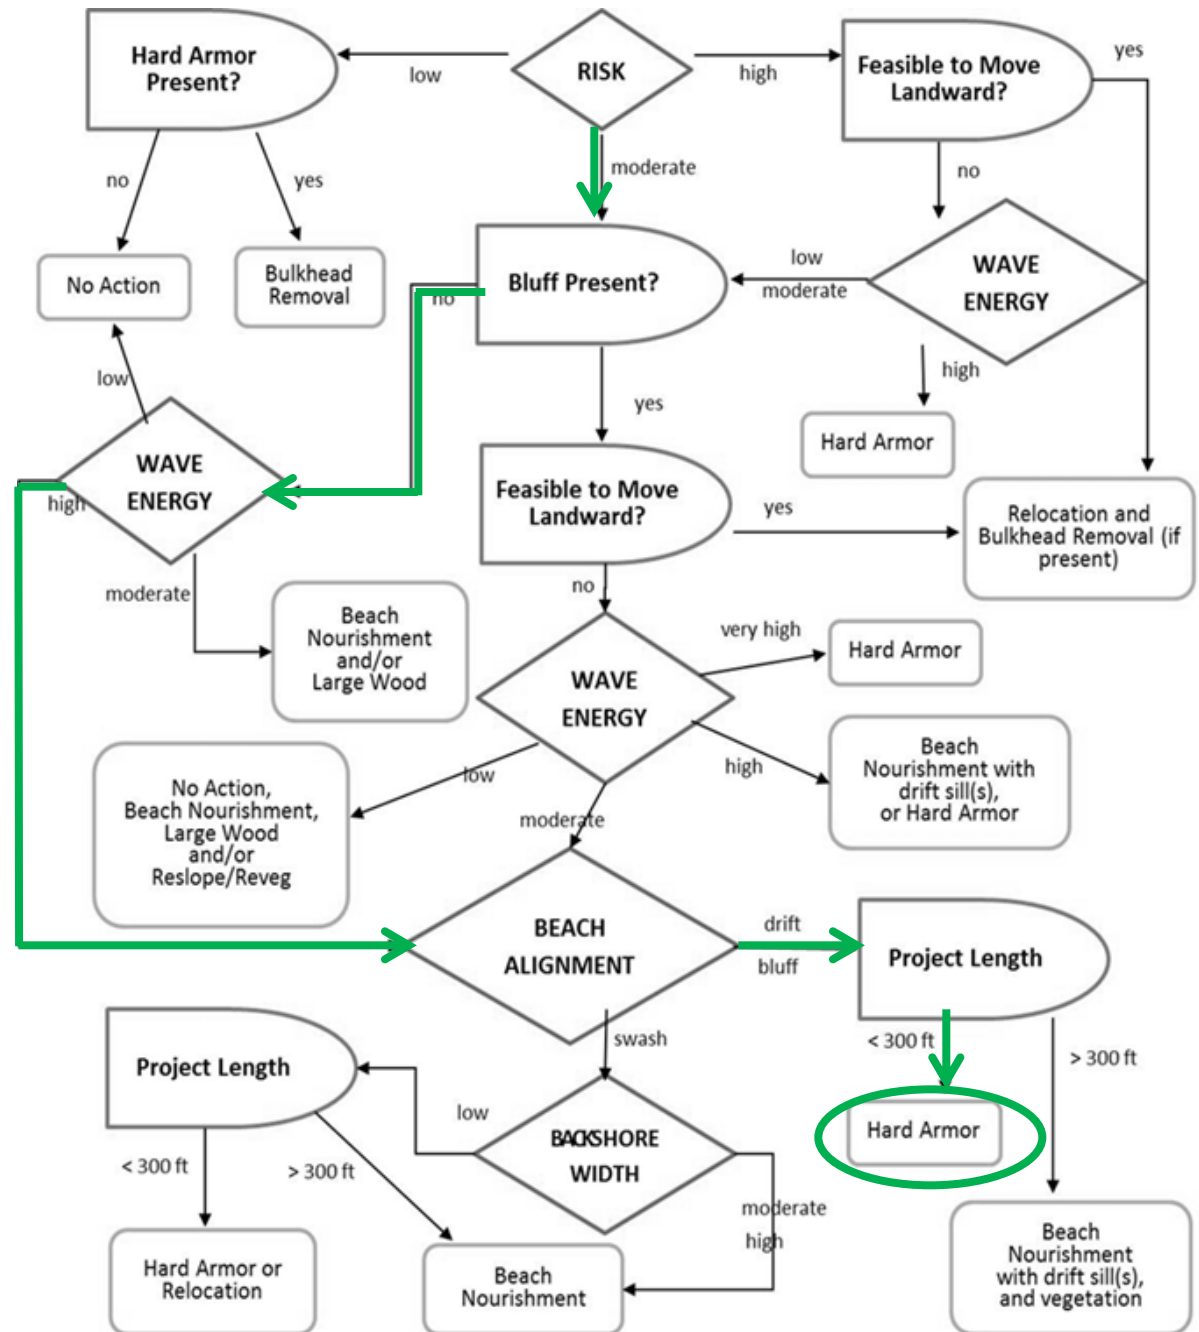 Hard Armor
Present?
low
RISK
high
Feasible to Move
Landward?
yes
no
yes
moderate
no
No Action
Bulkhead
Removal
no
Bluff Present?
low
moderate
WAVE
ENERGY
low
yes
high
Hard Armor
WAVE
ENERGY
high
Feasible to Move
Landward?
yes
Relocation and
Bulkhead Removal (if
present)
moderate
no
Beach
Nourishment
and/or
Large Wood
very high
Hard Armor
WAVE
ENERGY
low
high
Beach
Nourishment with
drift sill(s),
or Hard Armor
No Action,
Beach Nourishment,
Large Wood
and/or
Reslope/Reveg
moderate
BEACH
ALIGNMENT
drift
bluff
Project Length
swash
< 300 ft
> 300 ft
Project Length
low
BACKSHORE
WIDTH
Hard Armor
< 300 ft
> 300 ft
moderate
high
Hard Armor or
Relocation
Beach
Nourishment
Beach
Nourishment
with drift sill(s),
and vegetation